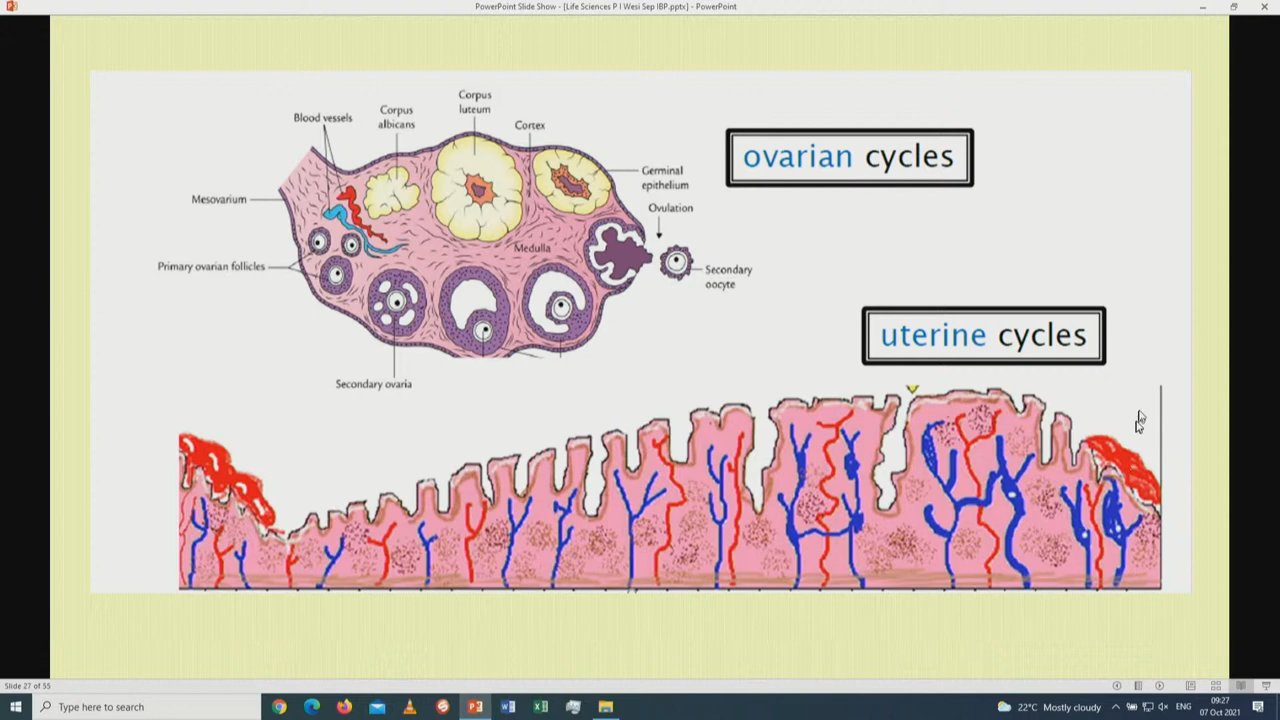 PowerPoint Slide Show - [Life Sciences P I Wesi Sep IBP.pptx] - PowerPoint
Corpus
luteum
Corpus
albicans
Blood vessels
Cortex
ovarian cycles
Germinal
epithelium
Mesovarium
Ovulation
Medulla
Primary ovarian follicles
Secondary
oocyte
uterine cycles
Secondary ovaria
Slide 27 of 55
Type here to search
22°C Mostly cloudy
ENG
09:27
07 Oct 2021